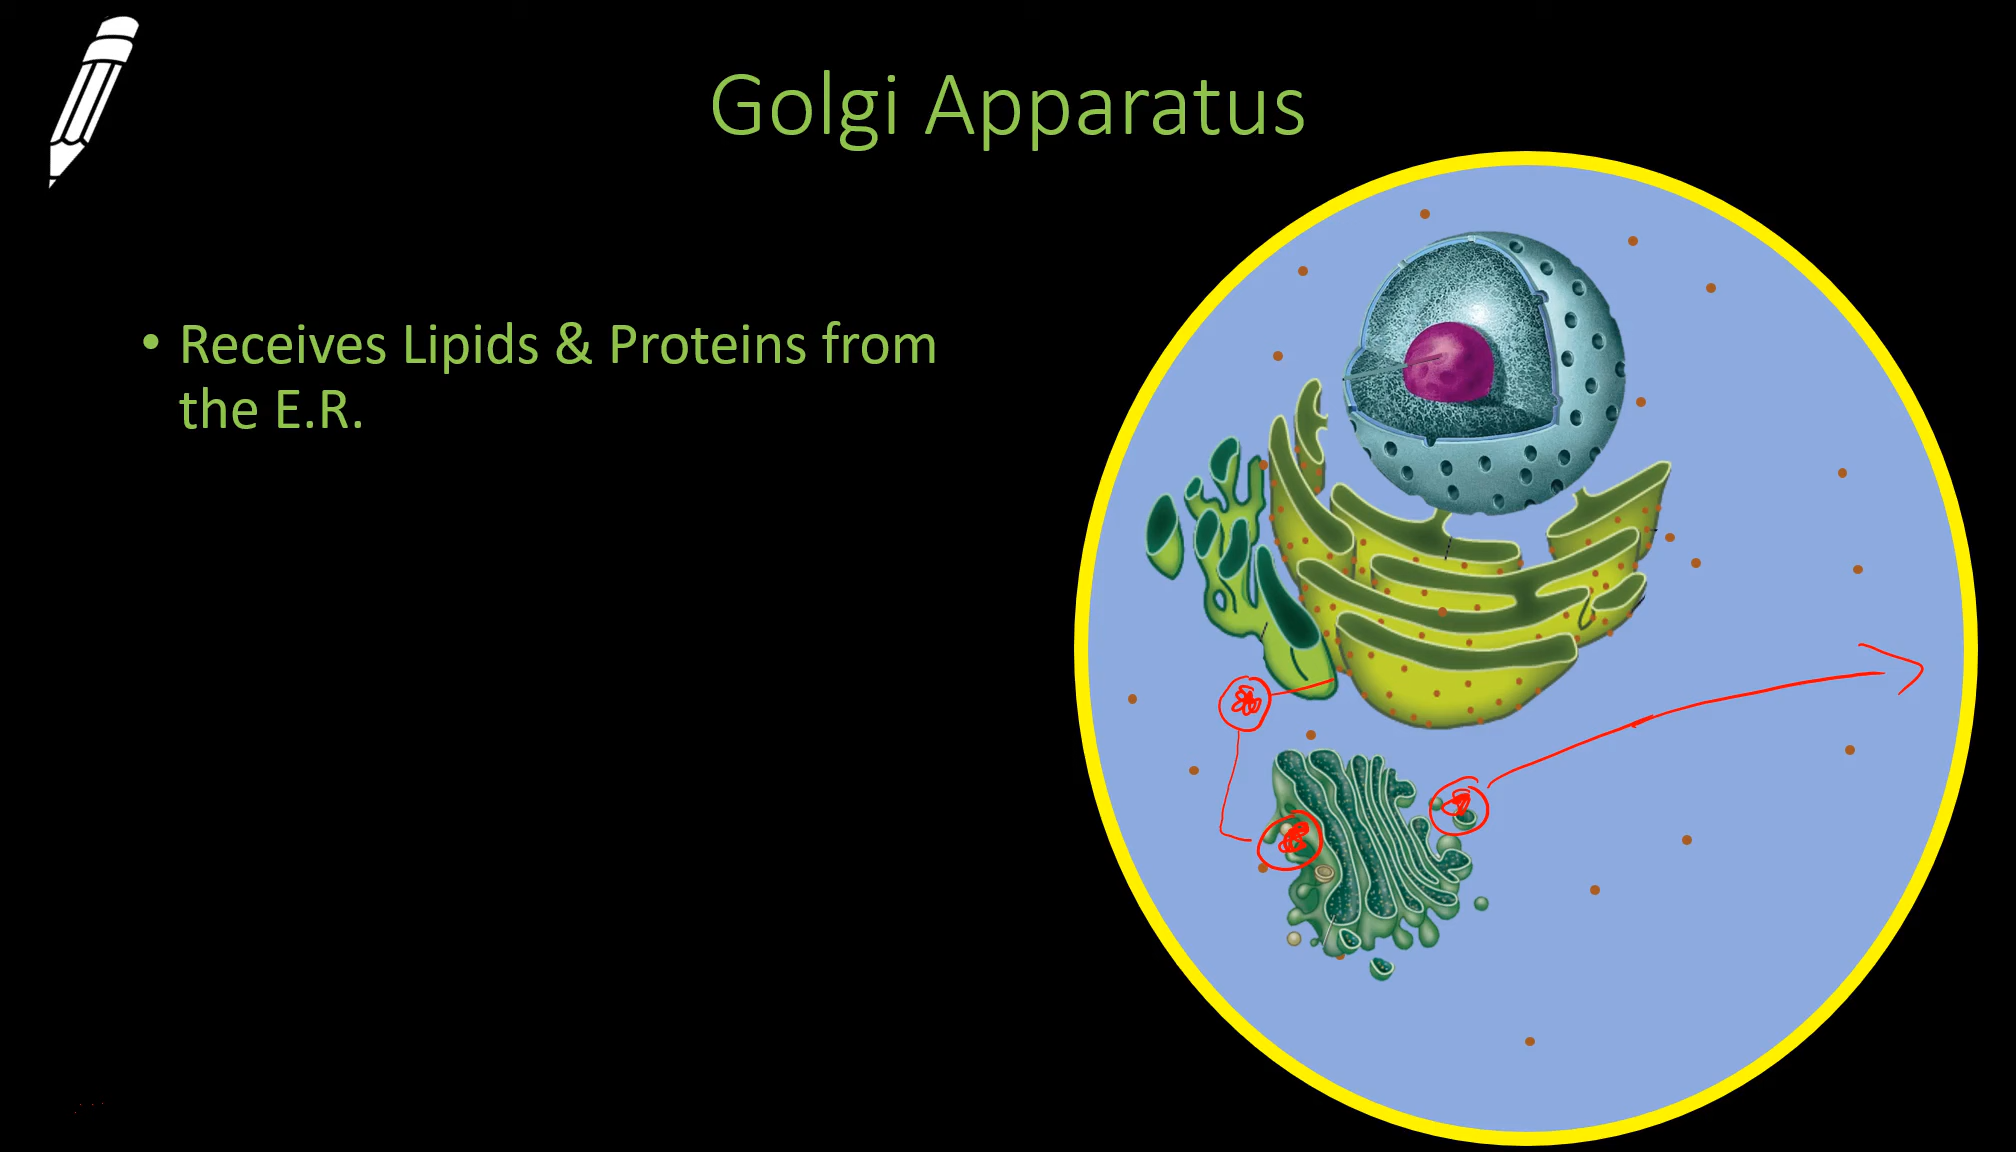 Golgi Apparatus
• Receives Lipids & Proteins from
the E.R.